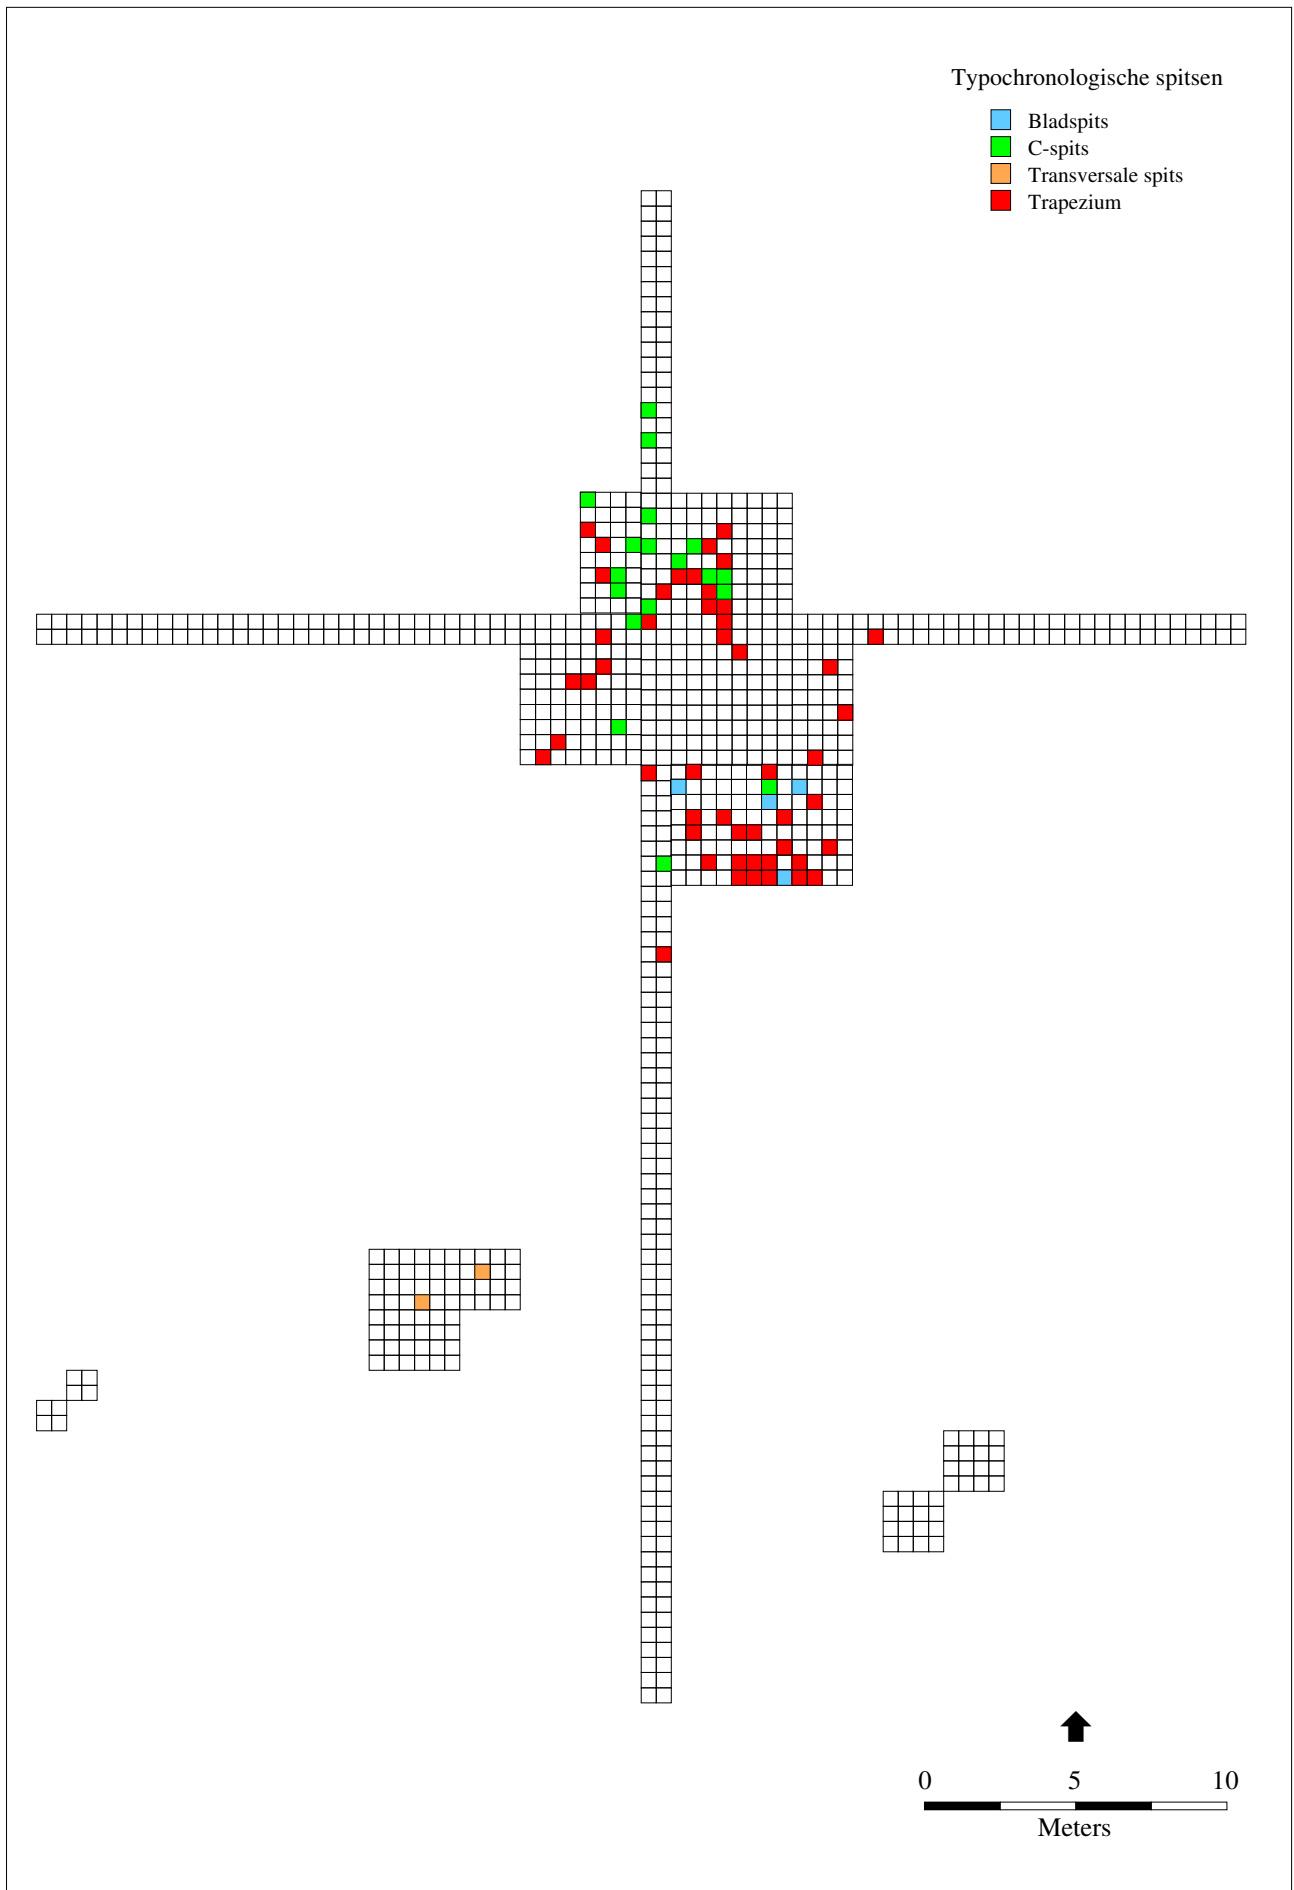 Typochronologische spitsen
Bladspits
C-spits
Transversale spits
Trapezium
0 5 10
Meters